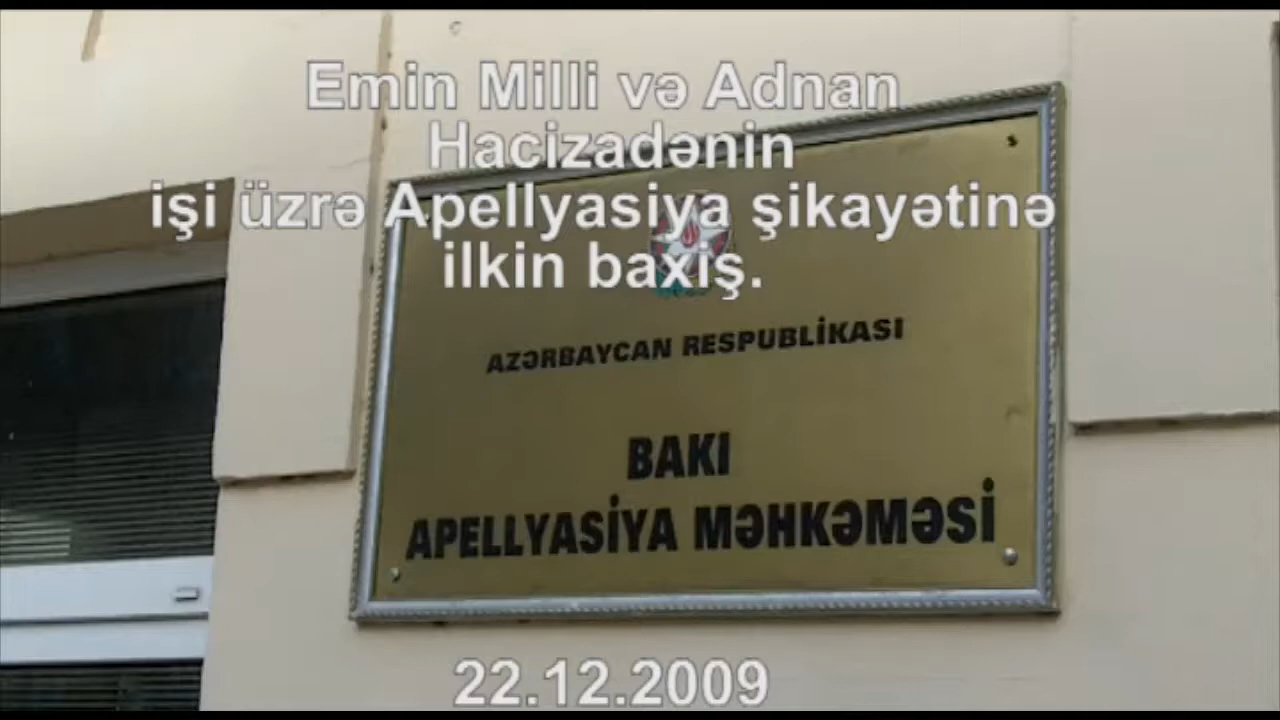 Emin Milli və Adnan
Hacizadənin
işi üzrə Apellyasiya şikayətinə
ilkin baxiş.
AZƏRBAYCAN RESPUBLİKASI
BAKI
APELLYASİYA MƏHKƏMƏSİ
22.12.2009